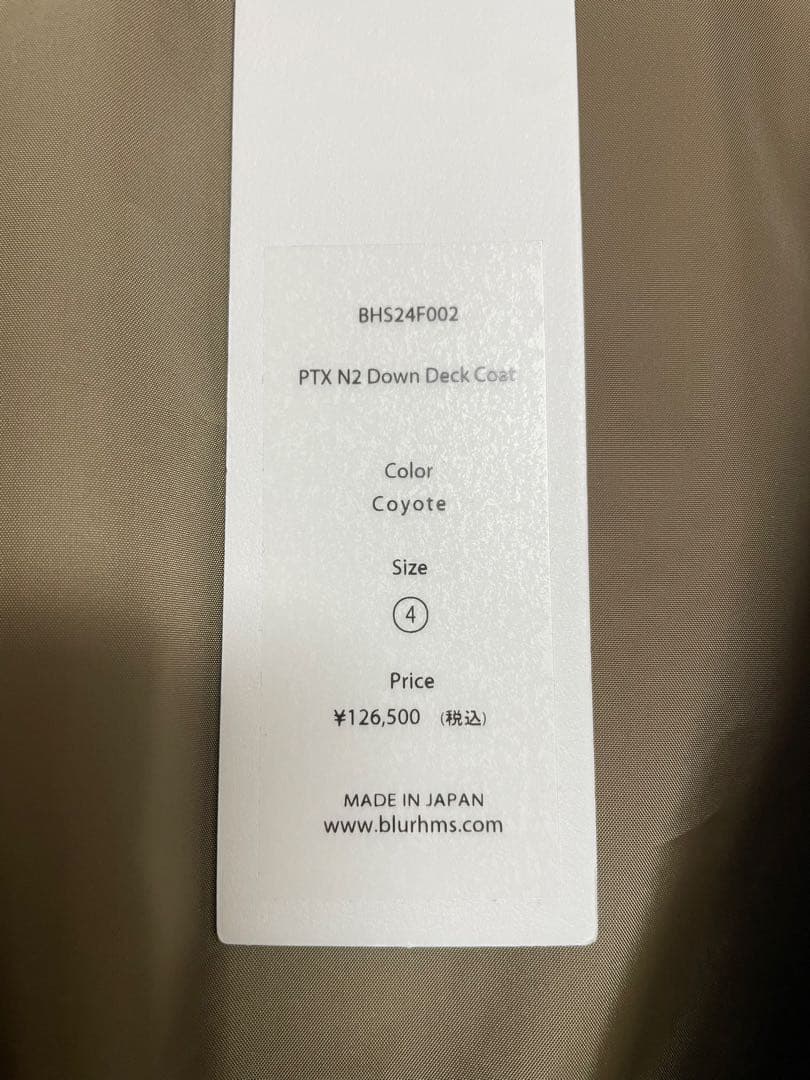 BHS24F002
PTX N2 Down Deck Coat
Color
Coyote
Size
④
Price
¥126,500 (税込)
MADE IN JAPAN
www.blurhms.com